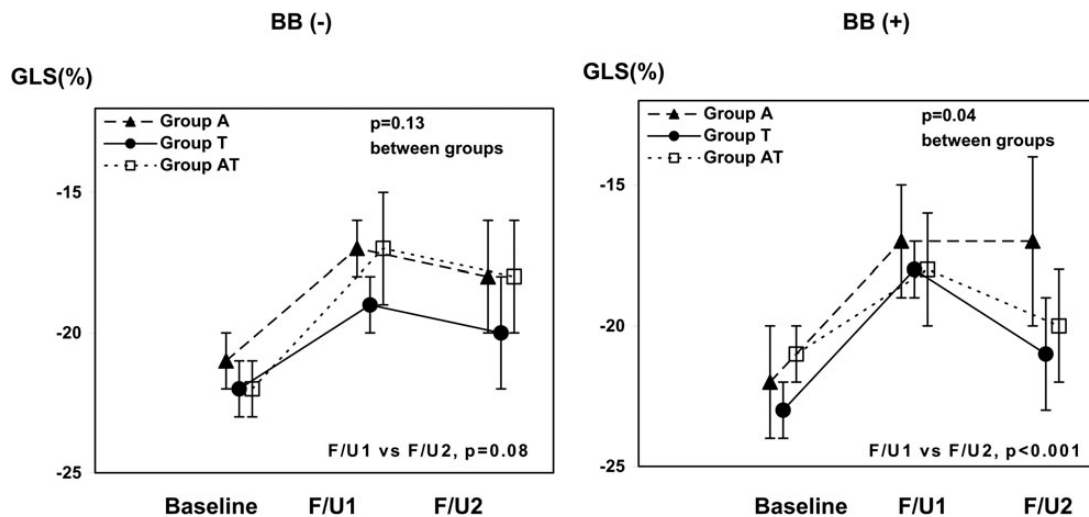 BB (-)
GLS(%)
Group A
Group T
Group AT
p=0.13
between groups
-15
-20
-25
F/U1 vs F/U2, p=0.08
Baseline F/U1 F/U2
BB (+)
GLS(%)
Group A
Group T
Group AT
p=0.04
between groups
-15
-20
-25
F/U1 vs F/U2, p<0.001
Baseline F/U1 F/U2